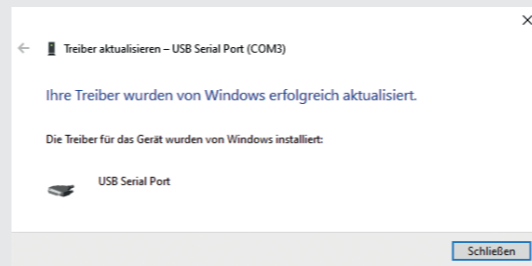 Treiber aktualisieren – USB Serial Port (COM3)
Ihre Treiber wurden von Windows erfolgreich aktualisiert.
Die Treiber für das Gerät wurden von Windows installiert:
USB Serial Port
Schließen